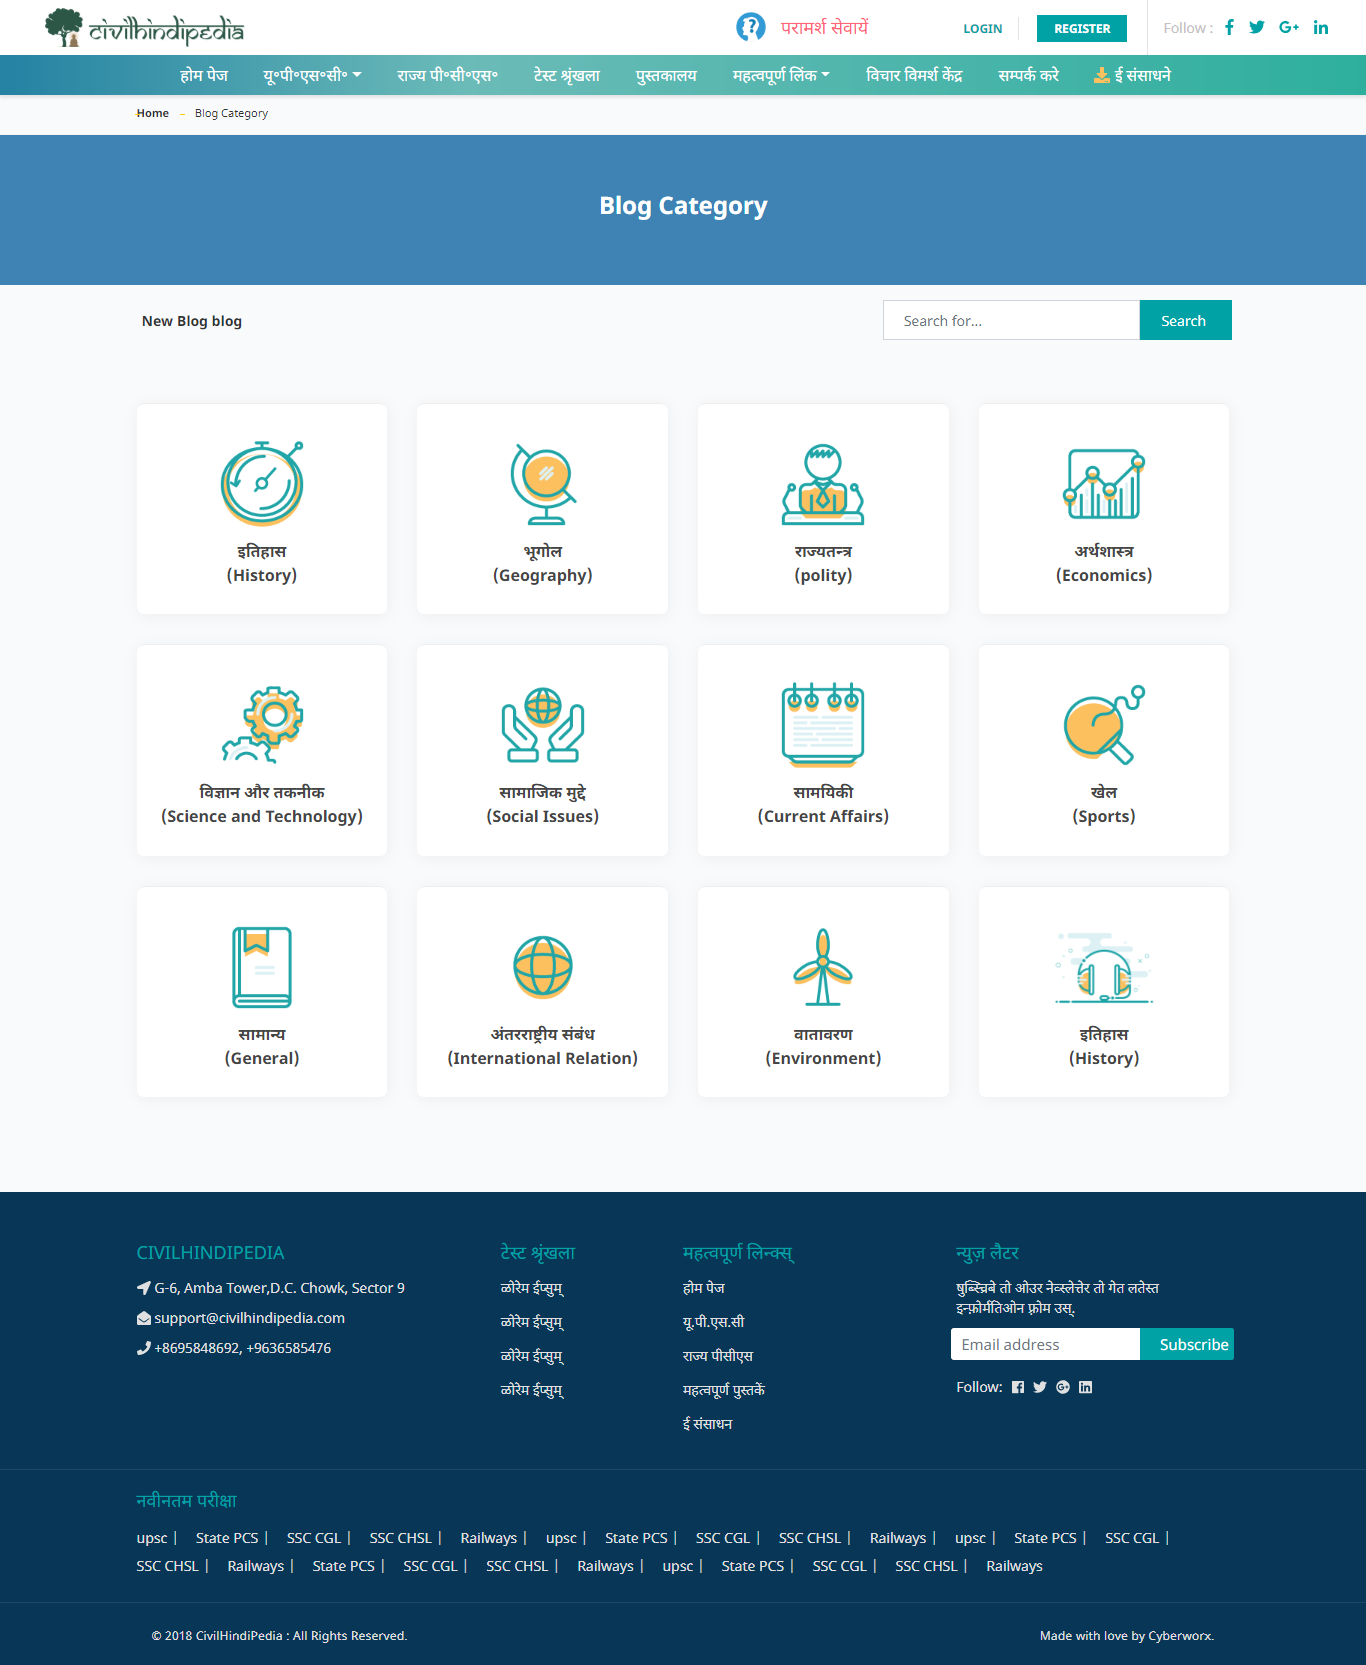 civilhindipedia
परामर्श सेवायें
LOGIN
REGISTER
Follow :
होम पेज
यू॰पी॰एस॰सी॰
राज्य पी॰सी॰एस॰
टेस्ट श्रृंखला
पुस्तकालय
महत्वपूर्ण लिंक
विचार विमर्श केंद्र
सम्पर्क करे
ई संसाधने
Home – Blog Category
Blog Category
New Blog blog
Search for...
Search
इतिहास
(History)
भूगोल
(Geography)
राज्यतन्त्र
(polity)
अर्थशास्त्र
(Economics)
विज्ञान और तकनीक
(Science and Technology)
सामाजिक मुद्दे
(Social Issues)
सामयिकी
(Current Affairs)
खेल
(Sports)
सामान्य
(General)
अंतरराष्ट्रीय संबंध
(International Relation)
वातावरण
(Environment)
इतिहास
(History)
CIVILHINDIPEDIA
G-6, Amba Tower,D.C. Chowk, Sector 9
support@civilhindipedia.com
+8695848692, +9636585476
टेस्ट श्रृंखला
ळोरेम ईप्सुम्
ळोरेम ईप्सुम्
ळोरेम ईप्सुम्
ळोरेम ईप्सुम्
महत्वपूर्ण लिन्क्स्
होम पेज
यू.पी.एस.सी
राज्य पीसीएस
महत्वपूर्ण पुस्तकें
ई संसाधन
न्युज़ लैटर
तो ओउर नेव्स्लेत्तेर तो गेत लतेस्त
इन्फ़ोर्मतिओन फ़्रोम उस्.
Email address
Subscribe
Follow:
नवीनतम परीक्षा
upsc | State PCS | SSC CGL | SSC CHSL | Railways | upsc | State PCS | SSC CGL | SSC CHSL | Railways | upsc | State PCS | SSC CGL |
SSC CHSL | Railways | State PCS | SSC CGL | SSC CHSL | Railways | upsc | State PCS | SSC CGL | SSC CHSL | Railways
© 2018 CivilHindiPedia : All Rights Reserved.
Made with love by Cyberworx.